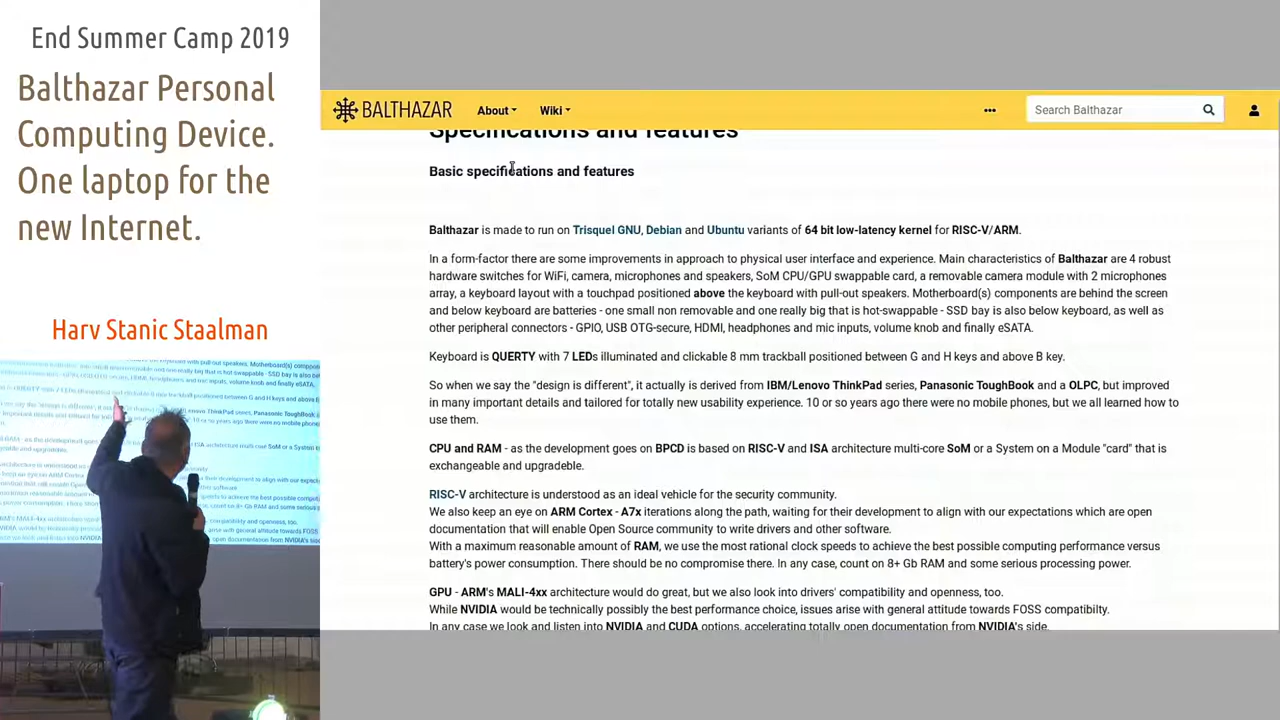 End Summer Camp 2019
Balthazar Personal
Computing Device.
One laptop for the
new Internet.
Harv Stanic Staalman
BALTHAZAR
About
Wiki
Search Balthazar
Specifications and features
Basic specifications and features
Balthazar is made to run on Trisquel GNU, Debian and Ubuntu variants of 64 bit low-latency kernel for RISC-V/ARM.
In a form-factor there are some improvements in approach to physical user interface and experience. Main characteristics of Balthazar are 4 robust
hardware switches for WiFi, camera, microphones and speakers, SoM CPU/GPU swappable card, a removable camera module with 2 microphones
array, a keyboard layout with a touchpad positioned above the keyboard with pull-out speakers. Motherboard(s) components are behind the screen
and below keyboard are batteries - one small non removable and one really big that is hot-swappable - SSD bay is also below keyboard, as well as
other peripheral connectors - GPIO, USB OTG-secure, HDMI, headphones and mic inputs, volume knob and finally eSATA.
Keyboard is QUERTY with 7 LEDs illuminated and clickable 8 mm trackball positioned between G and H keys and above B key.
So when we say the "design is different", it actually is derived from IBM/Lenovo ThinkPad series, Panasonic ToughBook and a OLPC, but improved
in many important details and tailored for totally new usability experience. 10 or so years ago there were no mobile phones, but we all learned how to
use them.
CPU and RAM - as the development goes on BPCD is based on RISC-V and ISA architecture multi-core SoM or a System on a Module "card" that is
exchangeable and upgradeable.
RISC-V architecture is understood as an ideal vehicle for the security community.
We also keep an eye on ARM Cortex - A7x iterations along the path, waiting for their development to align with our expectations which are open
documentation that will enable Open Source community to write drivers and other software.
With a maximum reasonable amount of RAM, we use the most rational clock speeds to achieve the best possible computing performance versus
battery's power consumption. There should be no compromise there. In any case, count on 8+ Gb RAM and some serious processing power.
GPU - ARM's MALI-4xx architecture would do great, but we also look into drivers' compatibility and openness, too.
While NVIDIA would be technically possibly the best performance choice, issues arise with general attitude towards FOSS compatibilty.
In any case we look and listen into NVIDIA and CUDA options, accelerating totally open documentation from NVIDIA's side.